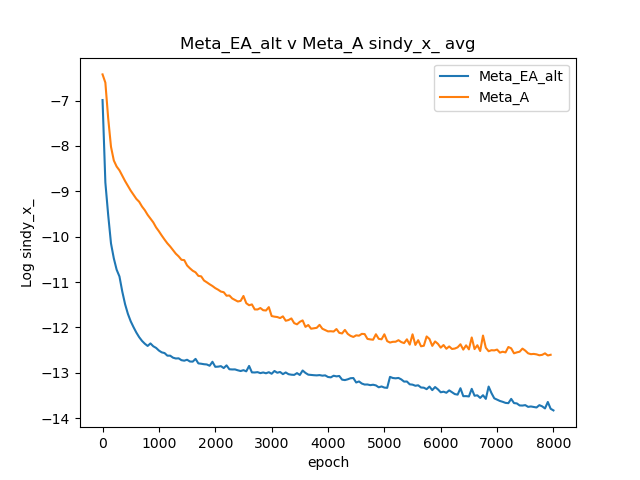 Meta_EA_alt v Meta_A sindy_x_ avg
Meta_EA_alt
Meta_A
Log sindy_x_
−7
−8
−9
−10
−11
−12
−13
−14
0 1000 2000 3000 4000 5000 6000 7000 8000
epoch